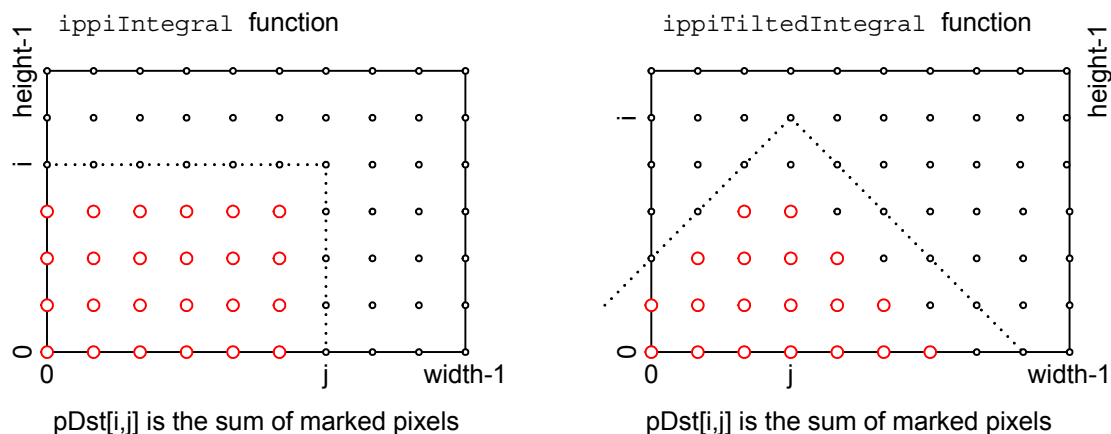 ippiIntegral function
height-1
i
0
0
j
width-1
pDst[i,j] is the sum of marked pixels
ippiTiltedIntegral function
height-1
i
0
0
j
width-1
pDst[i,j] is the sum of marked pixels